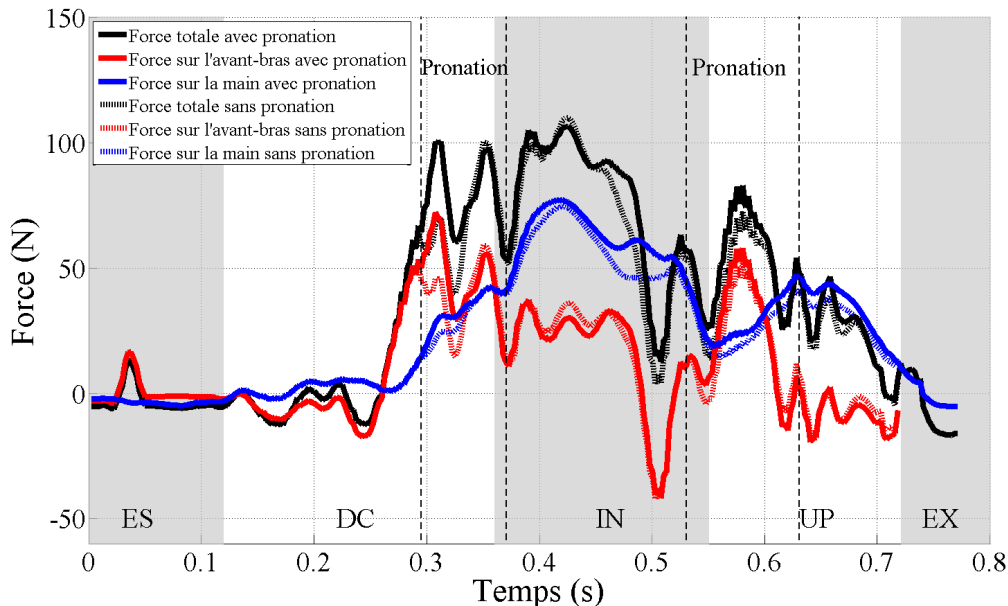 150
100
50
0
-50
Force (N)
Force totale avec pronation
Force sur l'avant-bras avec pronation
Force sur la main avec pronation
Force totale sans pronation
Force sur l'avant-bras sans pronation
Force sur la main sans pronation
Pronation
Pronation
ES
DC
IN
UP
EX
0
0.1
0.2
0.3
0.4
0.5
0.6
0.7
0.8
Temps (s)